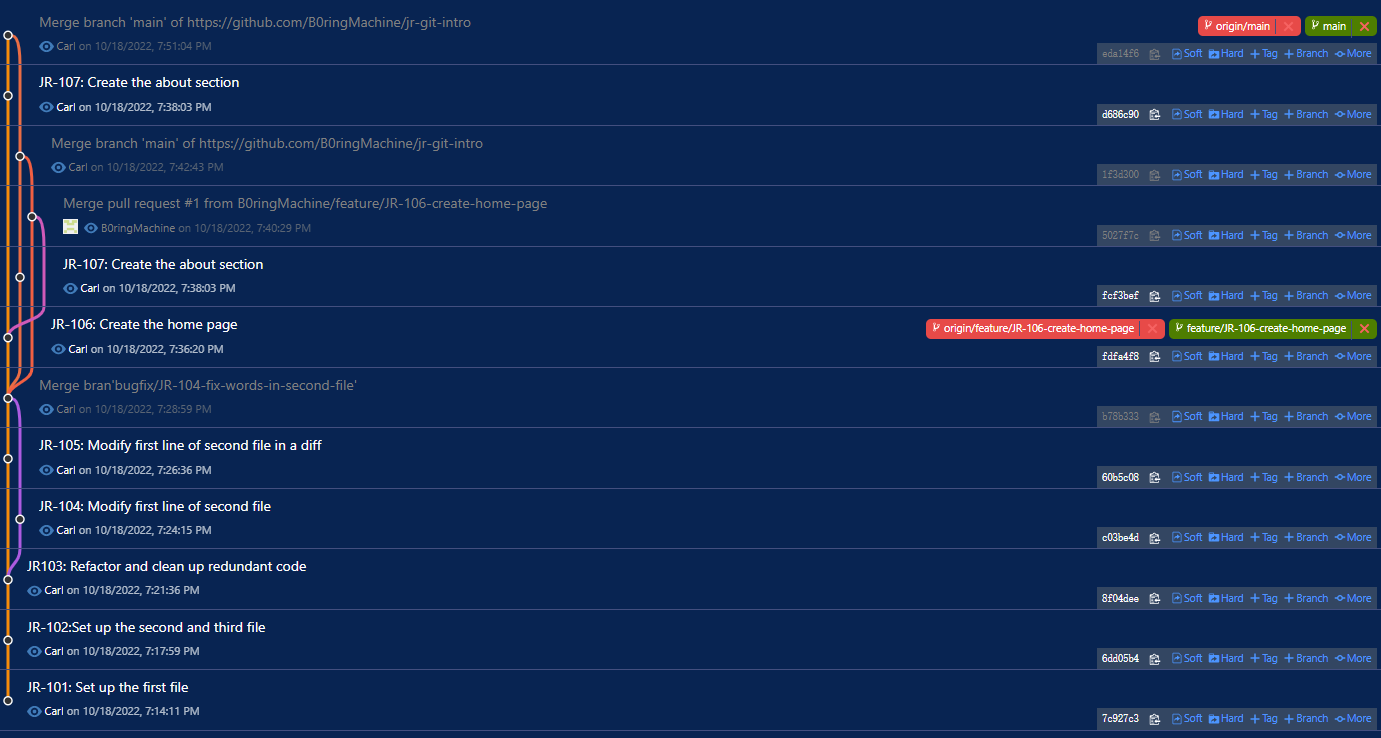 Merge branch 'main' of https://github.com/B0ringMachine/jr-git-intro
origin/main main
Carl on 10/18/2022, 7:51:04 PM
eda14f6 Soft Hard Tag Branch More
JR-107: Create the about section
Carl on 10/18/2022, 7:38:03 PM
d686c90 Soft Hard Tag Branch More
Merge branch 'main' of https://github.com/B0ringMachine/jr-git-intro
Carl on 10/18/2022, 7:42:43 PM
1f3d300 Soft Hard Tag Branch More
Merge pull request #1 from B0ringMachine/feature/JR-106-create-home-page
B0ringMachine on 10/18/2022, 7:40:29 PM
5027f7c Soft Hard Tag Branch More
JR-107: Create the about section
Carl on 10/18/2022, 7:38:03 PM
fcf3bef Soft Hard Tag Branch More
JR-106: Create the home page
origin/feature/JR-106-create-home-page feature/JR-106-create-home-page
Carl on 10/18/2022, 7:36:20 PM
fdfa4f8 Soft Hard Tag Branch More
Merge bran'bugfix/JR-104-fix-words-in-second-file'
Carl on 10/18/2022, 7:28:59 PM
b78b333 Soft Hard Tag Branch More
JR-105: Modify first line of second file in a diff
Carl on 10/18/2022, 7:26:36 PM
60b5c08 Soft Hard Tag Branch More
JR-104: Modify first line of second file
Carl on 10/18/2022, 7:24:15 PM
c03be4d Soft Hard Tag Branch More
JR103: Refactor and clean up redundant code
Carl on 10/18/2022, 7:21:36 PM
8f04dee Soft Hard Tag Branch More
JR-102:Set up the second and third file
Carl on 10/18/2022, 7:17:59 PM
6dd05b4 Soft Hard Tag Branch More
JR-101: Set up the first file
Carl on 10/18/2022, 7:14:11 PM
7c927c3 Soft Hard Tag Branch More